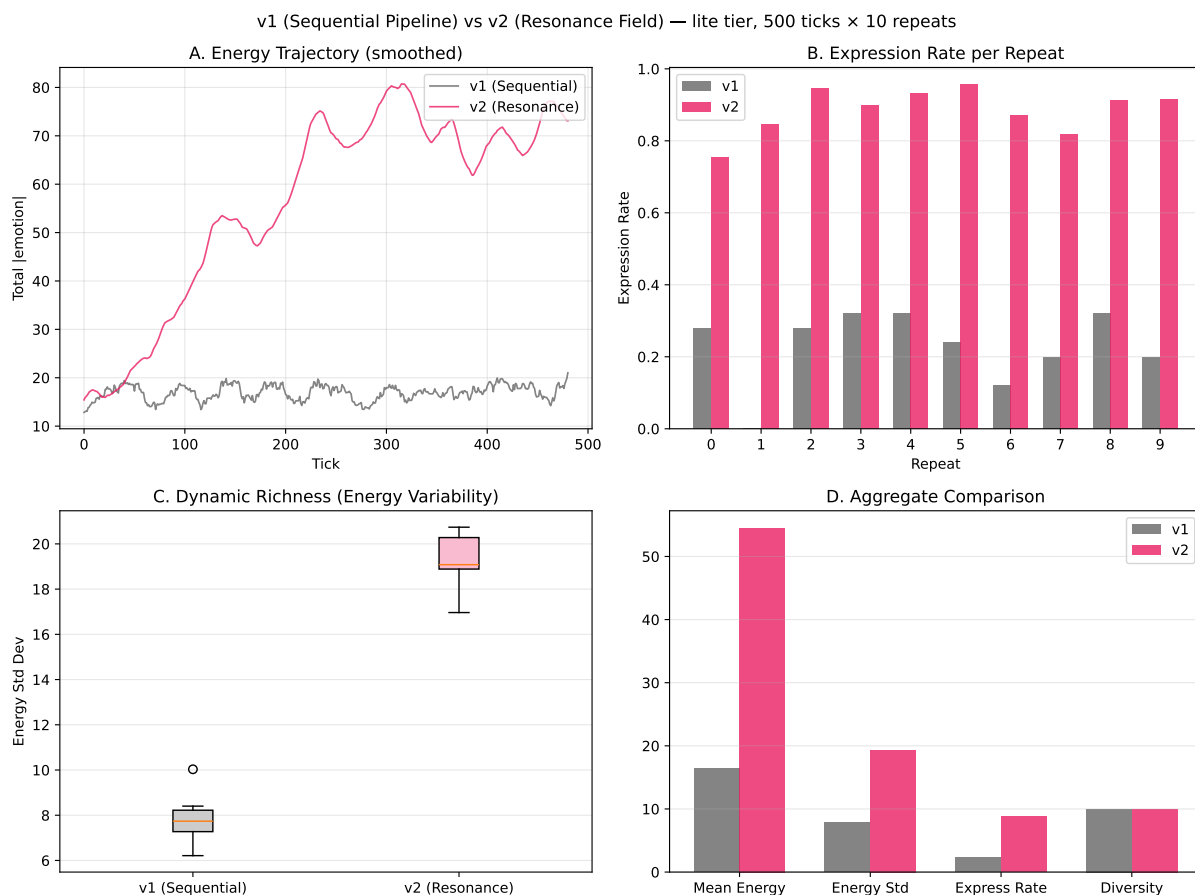 v1 (Sequential Pipeline) vs v2 (Resonance Field) — lite tier, 500 ticks × 10 repeats
A. Energy Trajectory (smoothed)
Total |emotion|
80
70
60
50
40
30
20
10
v1 (Sequential)
v2 (Resonance)
0
100
200
300
400
500
Tick
B. Expression Rate per Repeat
Expression Rate
1.0
0.8
0.6
0.4
0.2
0.0
v1
v2
0
1
2
3
4
5
6
7
8
9
Repeat
C. Dynamic Richness (Energy Variability)
Energy Std Dev
20
18
16
14
12
10
8
6
v1 (Sequential)
v2 (Resonance)
D. Aggregate Comparison
50
40
30
20
10
0
v1
v2
Mean Energy
Energy Std
Express Rate
Diversity